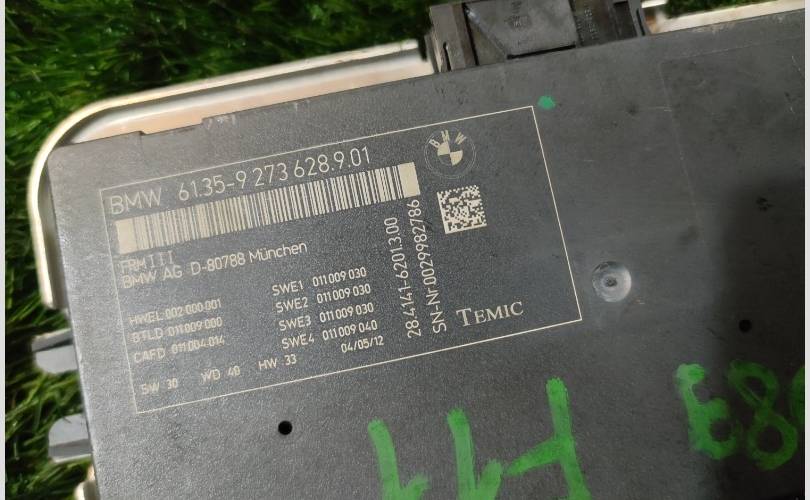 BMW 61.35-9 273 628.9.01
BMW
FRM III
BMW AG D-80788 München
HWEL 002 000 001
BTLD 011 009 000
CAFD 011 004 014
SWE1 011 009 030
SWE2 011 009 030
SWE3 011 009 030
SWE4 011 009 040
04/05/12
SW 30 WD 40 HW 33
28.4141-6201.3.00
SN-Nr.0029982786
TEMIC